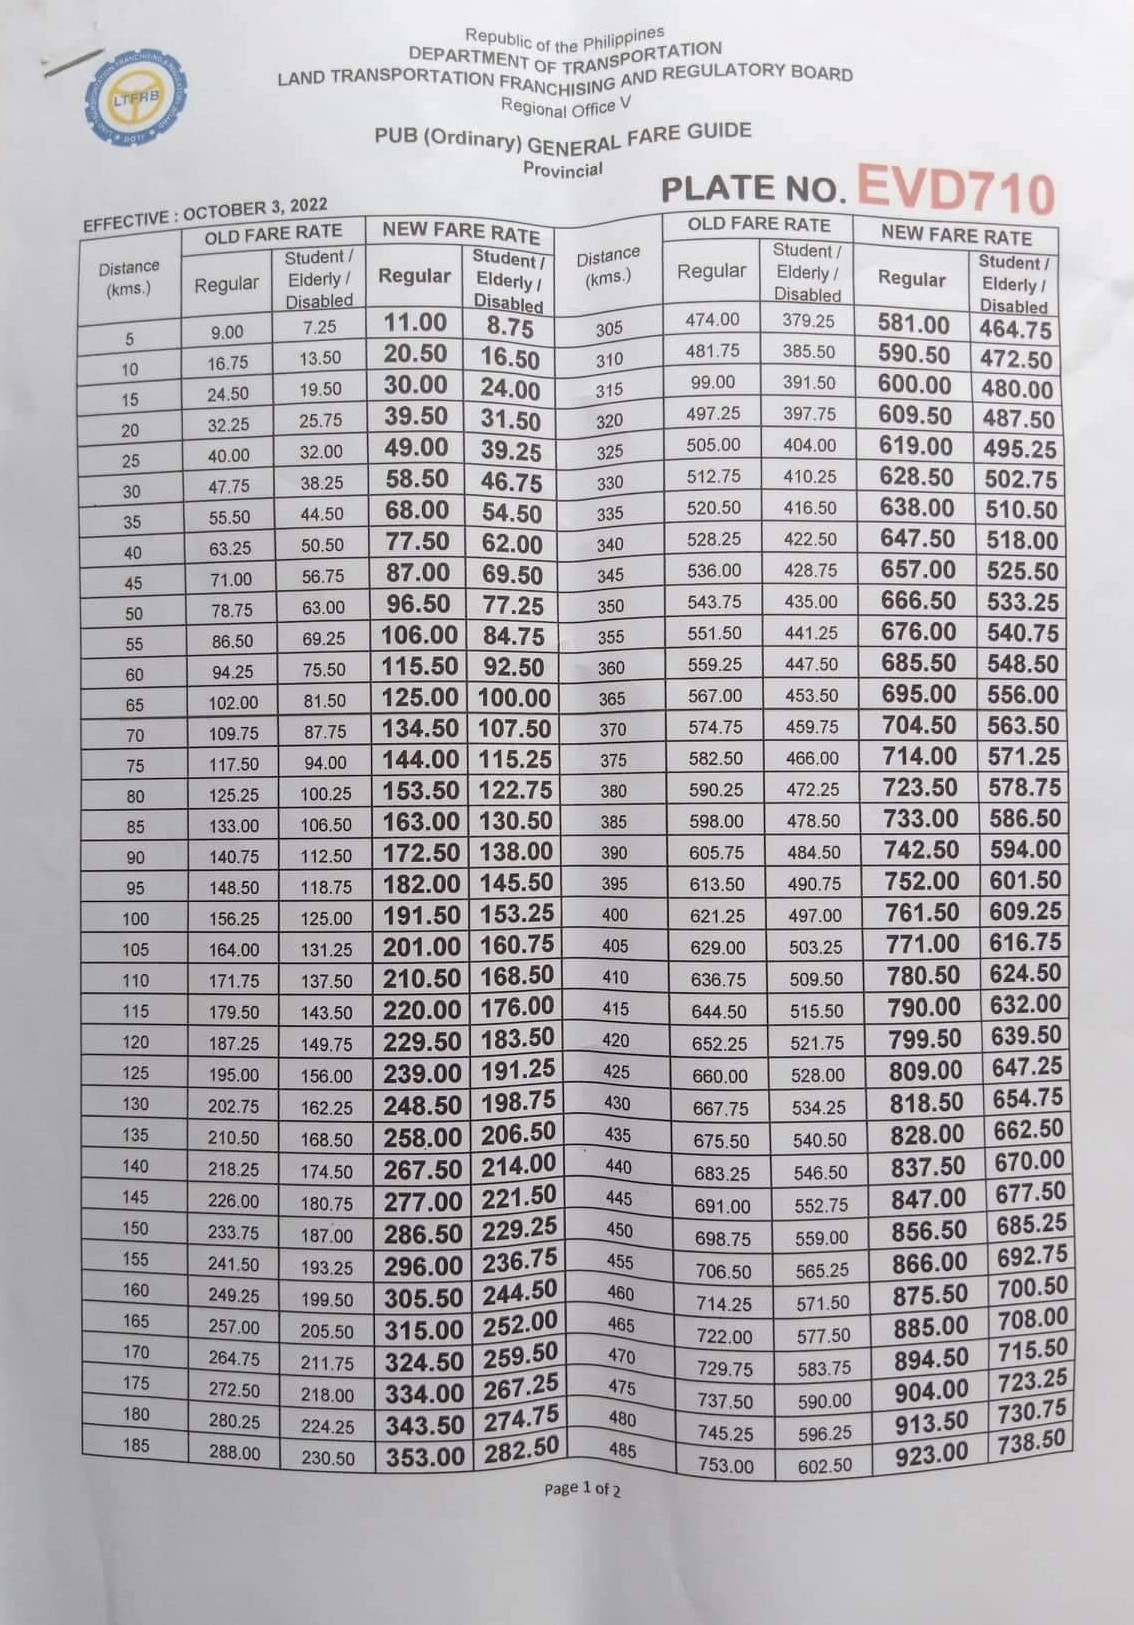 Republic of the Philippines
DEPARTMENT OF TRANSPORTATION
LAND TRANSPORTATION FRANCHISING AND REGULATORY BOARD
Regional Office V
LTFRB
PUB (Ordinary) GENERAL FARE GUIDE
Provincial
PLATE NO. EVD710
EFFECTIVE : OCTOBER 3, 2022
Distance (kms.) OLD FARE RATE NEW FARE RATE Distance (kms.) OLD FARE RATE NEW FARE RATE
Regular Student / Elderly / Disabled Regular Student / Elderly / Disabled Regular Student / Elderly / Disabled Regular Student / Elderly / Disabled
5 9.00 7.25 11.00 8.75 305 474.00 379.25 581.00 464.75
10 16.75 13.50 20.50 16.50 310 481.75 385.50 590.50 472.50
15 24.50 19.50 30.00 24.00 315 99.00 391.50 600.00 480.00
20 32.25 25.75 39.50 31.50 320 497.25 397.75 609.50 487.50
25 40.00 32.00 49.00 39.25 325 505.00 404.00 619.00 495.25
30 47.75 38.25 58.50 46.75 330 512.75 410.25 628.50 502.75
35 55.50 44.50 68.00 54.50 335 520.50 416.50 638.00 510.50
40 63.25 50.50 77.50 62.00 340 528.25 422.50 647.50 518.00
45 71.00 56.75 87.00 69.50 345 536.00 428.75 657.00 525.50
50 78.75 63.00 96.50 77.25 350 543.75 435.00 666.50 533.25
55 86.50 69.25 106.00 84.75 355 551.50 441.25 676.00 540.75
60 94.25 75.50 115.50 92.50 360 559.25 447.50 685.50 548.50
65 102.00 81.50 125.00 100.00 365 567.00 453.50 695.00 556.00
70 109.75 87.75 134.50 107.50 370 574.75 459.75 704.50 563.50
75 117.50 94.00 144.00 115.25 375 582.50 466.00 714.00 571.25
80 125.25 100.25 153.50 122.75 380 590.25 472.25 723.50 578.75
85 133.00 106.50 163.00 130.50 385 598.00 478.50 733.00 586.50
90 140.75 112.50 172.50 138.00 390 605.75 484.50 742.50 594.00
95 148.50 118.75 182.00 145.50 395 613.50 490.75 752.00 601.50
100 156.25 125.00 191.50 153.25 400 621.25 497.00 761.50 609.25
105 164.00 131.25 201.00 160.75 405 629.00 503.25 771.00 616.75
110 171.75 137.50 210.50 168.50 410 636.75 509.50 780.50 624.50
115 179.50 143.50 220.00 176.00 415 644.50 515.50 790.00 632.00
120 187.25 149.75 229.50 183.50 420 652.25 521.75 799.50 639.50
125 195.00 156.00 239.00 191.25 425 660.00 528.00 809.00 647.25
130 202.75 162.25 248.50 198.75 430 667.75 534.25 818.50 654.75
135 210.50 168.50 258.00 206.50 435 675.50 540.50 828.00 662.50
140 218.25 174.50 267.50 214.00 440 683.25 546.50 837.50 670.00
145 226.00 180.75 277.00 221.50 445 691.00 552.75 847.00 677.50
150 233.75 187.00 286.50 229.25 450 698.75 559.00 856.50 685.25
155 241.50 193.25 296.00 236.75 455 706.50 565.25 866.00 692.75
160 249.25 199.50 305.50 244.50 460 714.25 571.50 875.50 700.50
165 257.00 205.50 315.00 252.00 465 722.00 577.50 885.00 708.00
170 264.75 211.75 324.50 259.50 470 729.75 583.75 894.50 715.50
175 272.50 218.00 334.00 267.25 475 737.50 590.00 904.00 723.25
180 280.25 224.25 343.50 274.75 480 745.25 596.25 913.50 730.75
185 288.00 230.50 353.00 282.50 485 753.00 602.50 923.00 738.50
Page 1 of 2